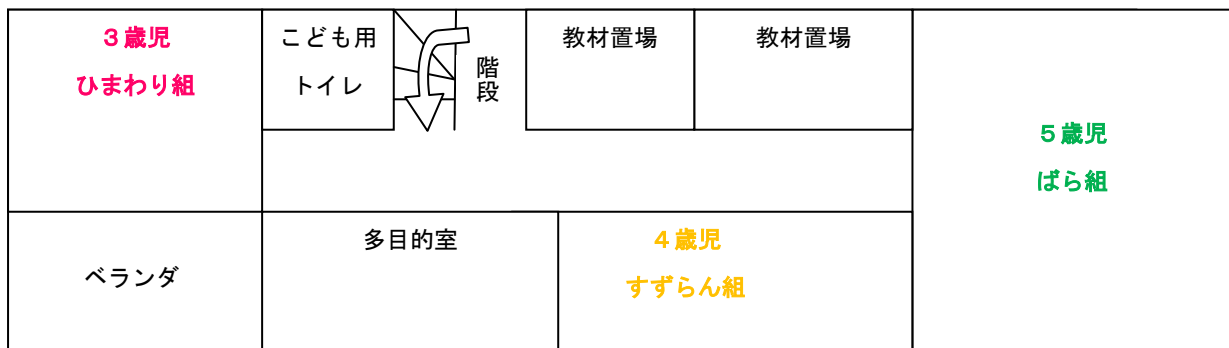 ３歳児
ひまわり組
こども用
トイレ
階段
教材置場
教材置場
５歳児
ばら組
ベランダ
多目的室
４歳児
すずらん組